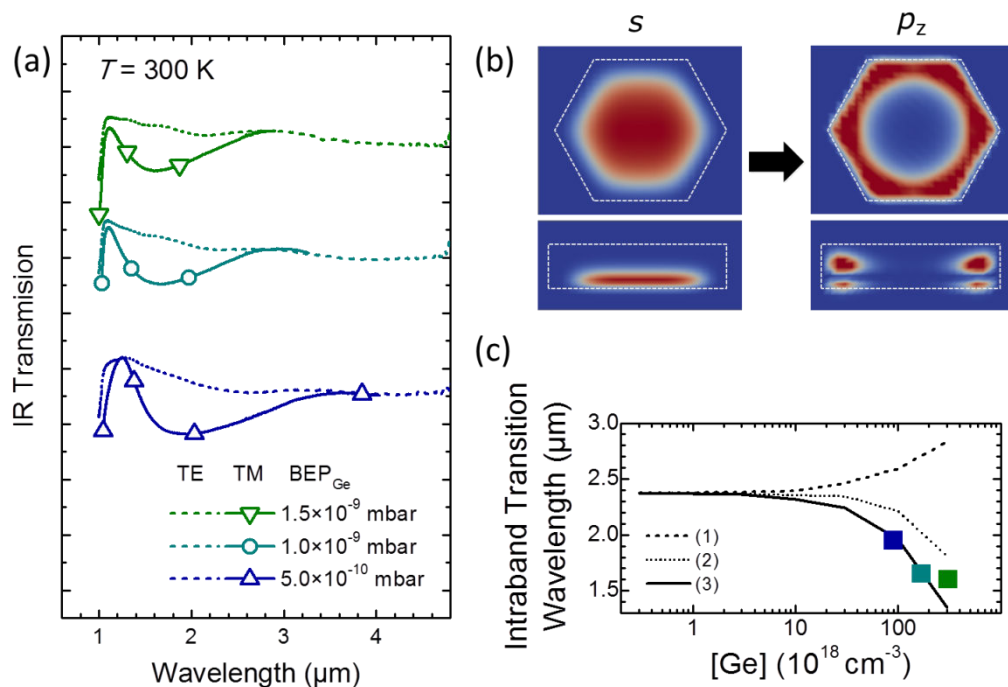 (a)
T = 300 K
IR Transmision
TE TM BEP_Ge
1.5×10⁻⁹ mbar
1.0×10⁻⁹ mbar
5.0×10⁻¹⁰ mbar
1 2 3 4
Wavelength (μm)
(b)
s p_z
(c)
Intraband Transition
Wavelength (μm)
3.0
2.5
2.0
1.5
(1)
(2)
(3)
1 10 100
[Ge] (10¹⁸ cm⁻³)